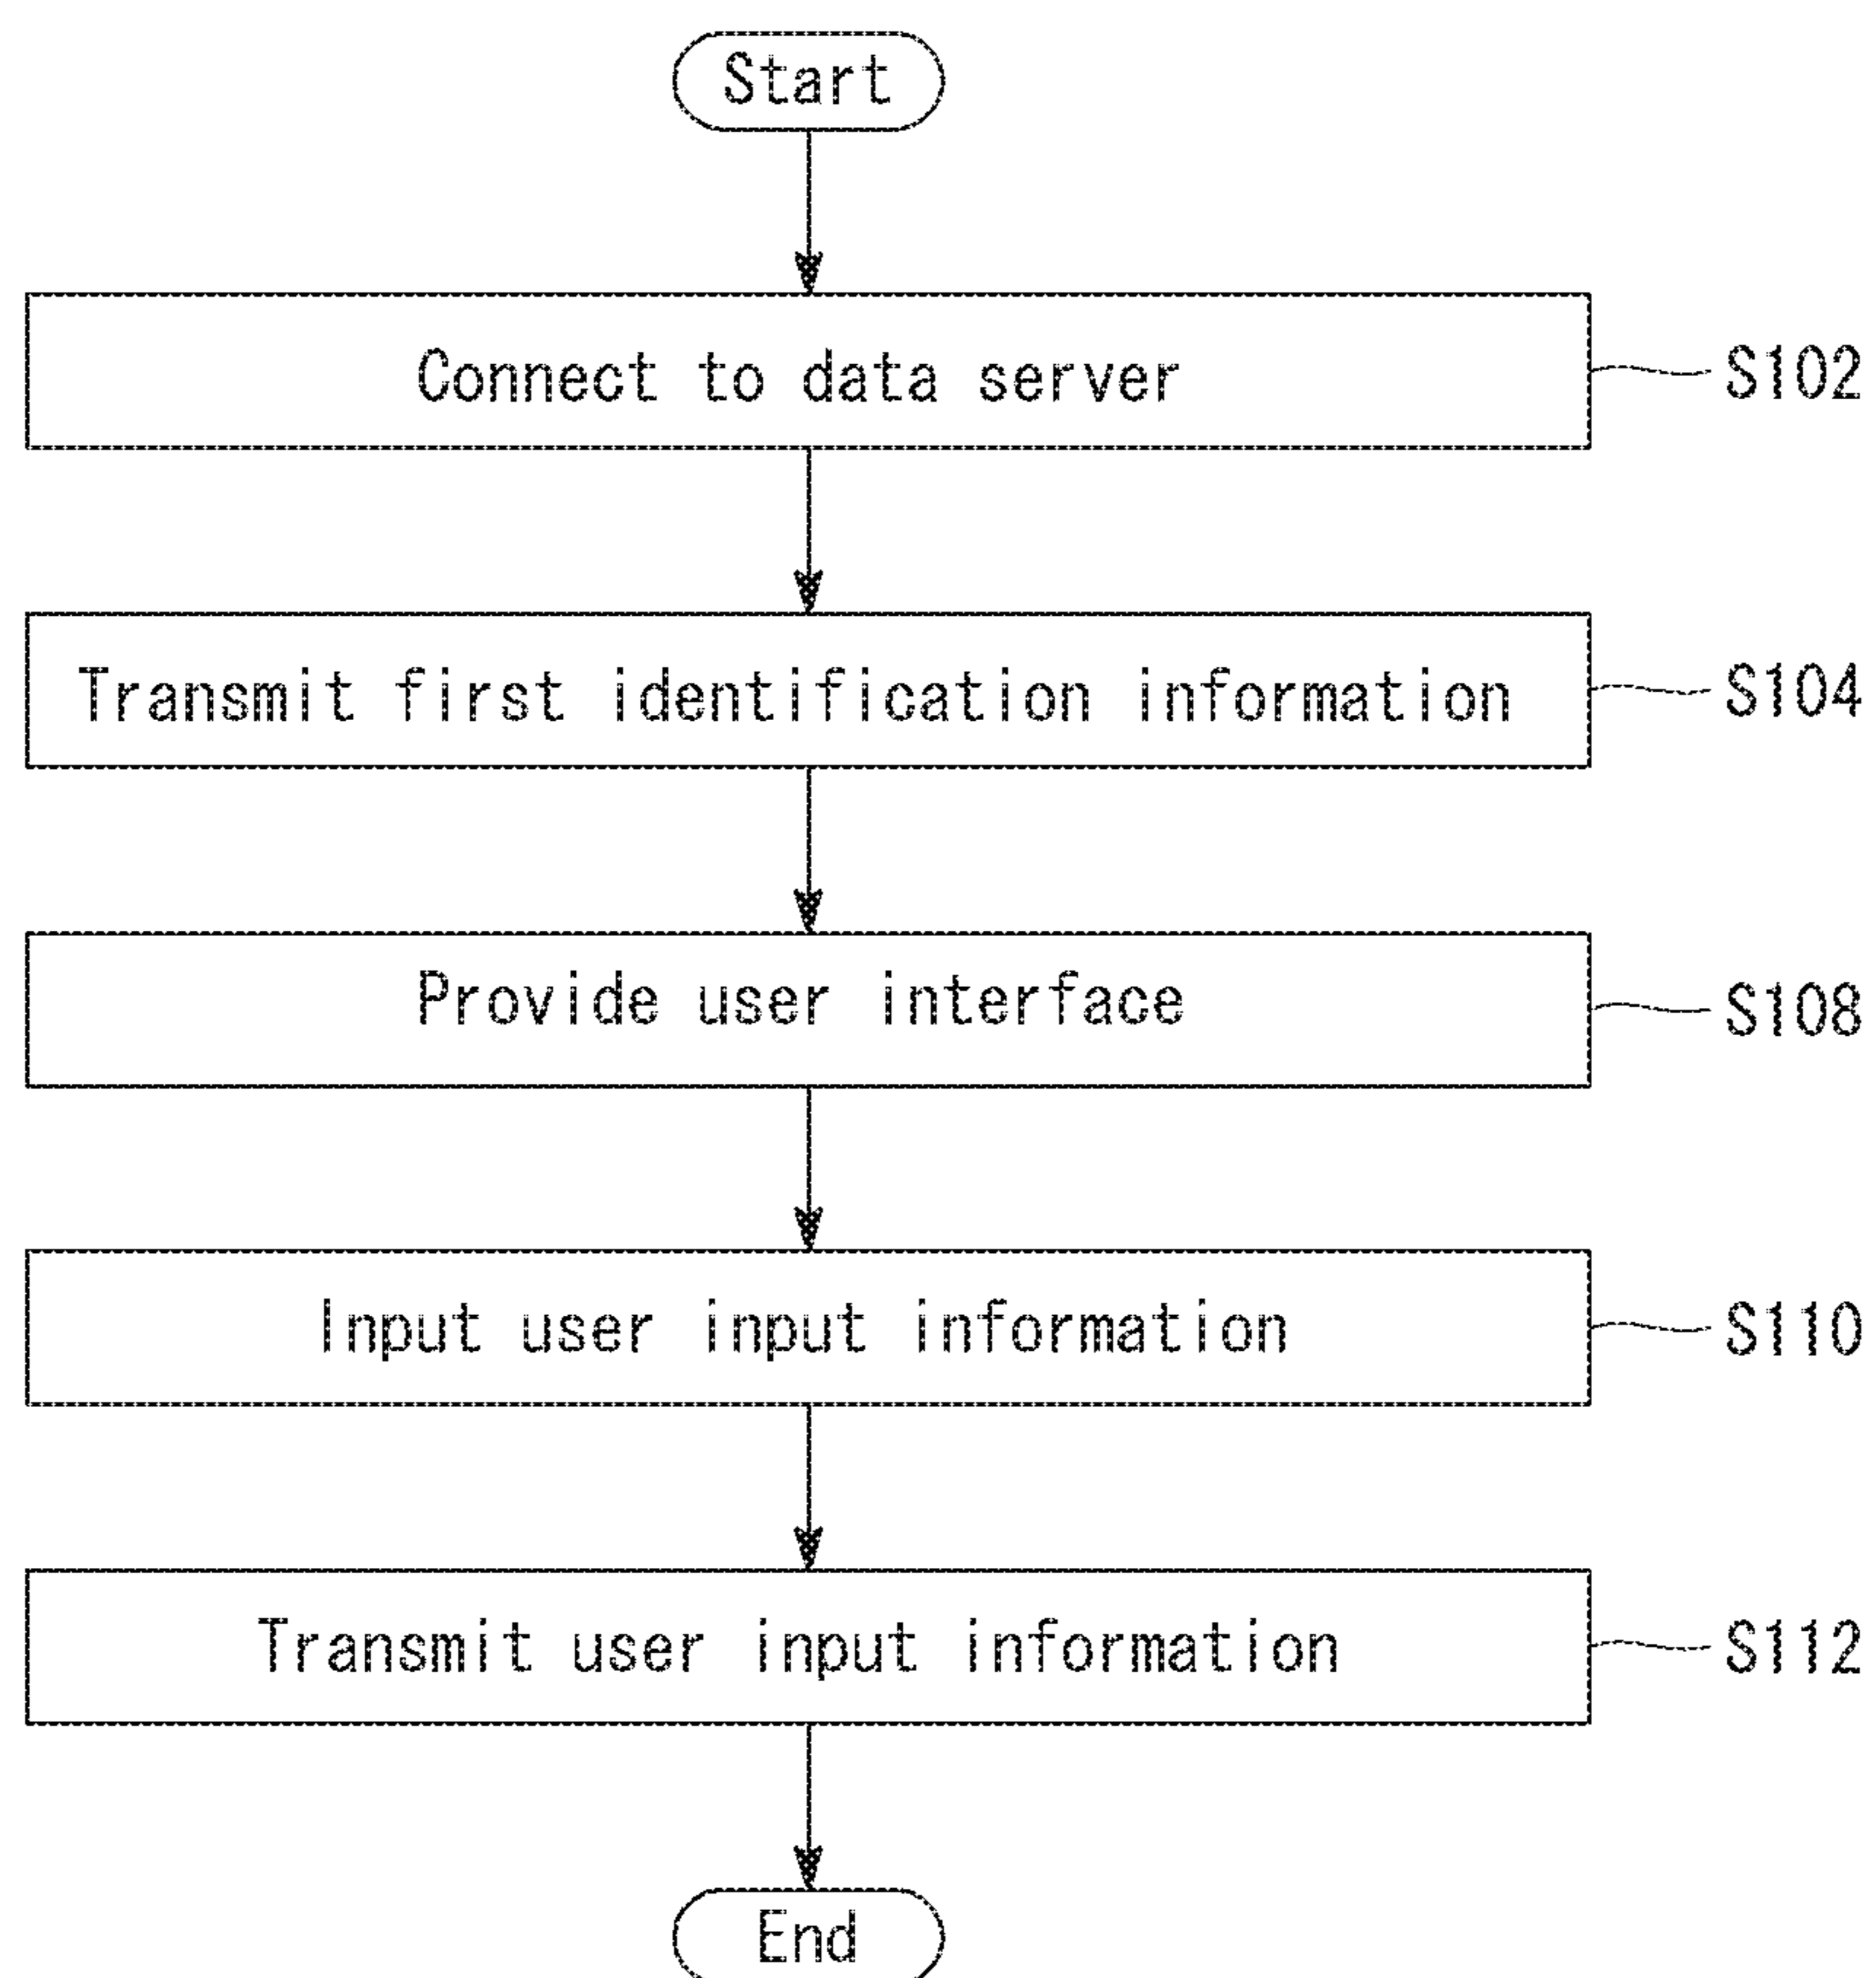 Start
Connect to data server S102
Transmit first identification information S104
Provide user interface S108
Input user input information S110
Transmit user input information S112
End